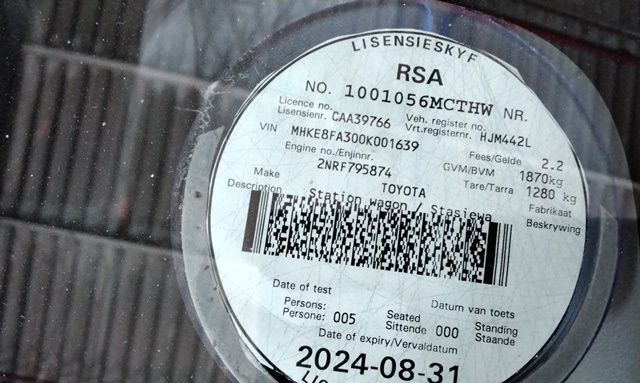 LISENSIESKYF
RSA
NO. 1001056MCTHW NR.
Licence no. Lisensienr. CAA39766 Veh. register no. Vrt.registernr. HJM442L
VIN MHKE8FA300K001639 Fees/Gelde 2.2
Engine no./Enjinnr. 2NRF795874 GVM/BVM 1870kg
Tare/Tarra 1280 kg
Make TOYOTA Fabrikaat
Description Station wagon / Stasiewa Beskrywing
Date of test Datum van toets
Persons: Persone: 005 Seated Sittende 000 Standing Staande
Date of expiry/Vervaldatum
2024-08-31